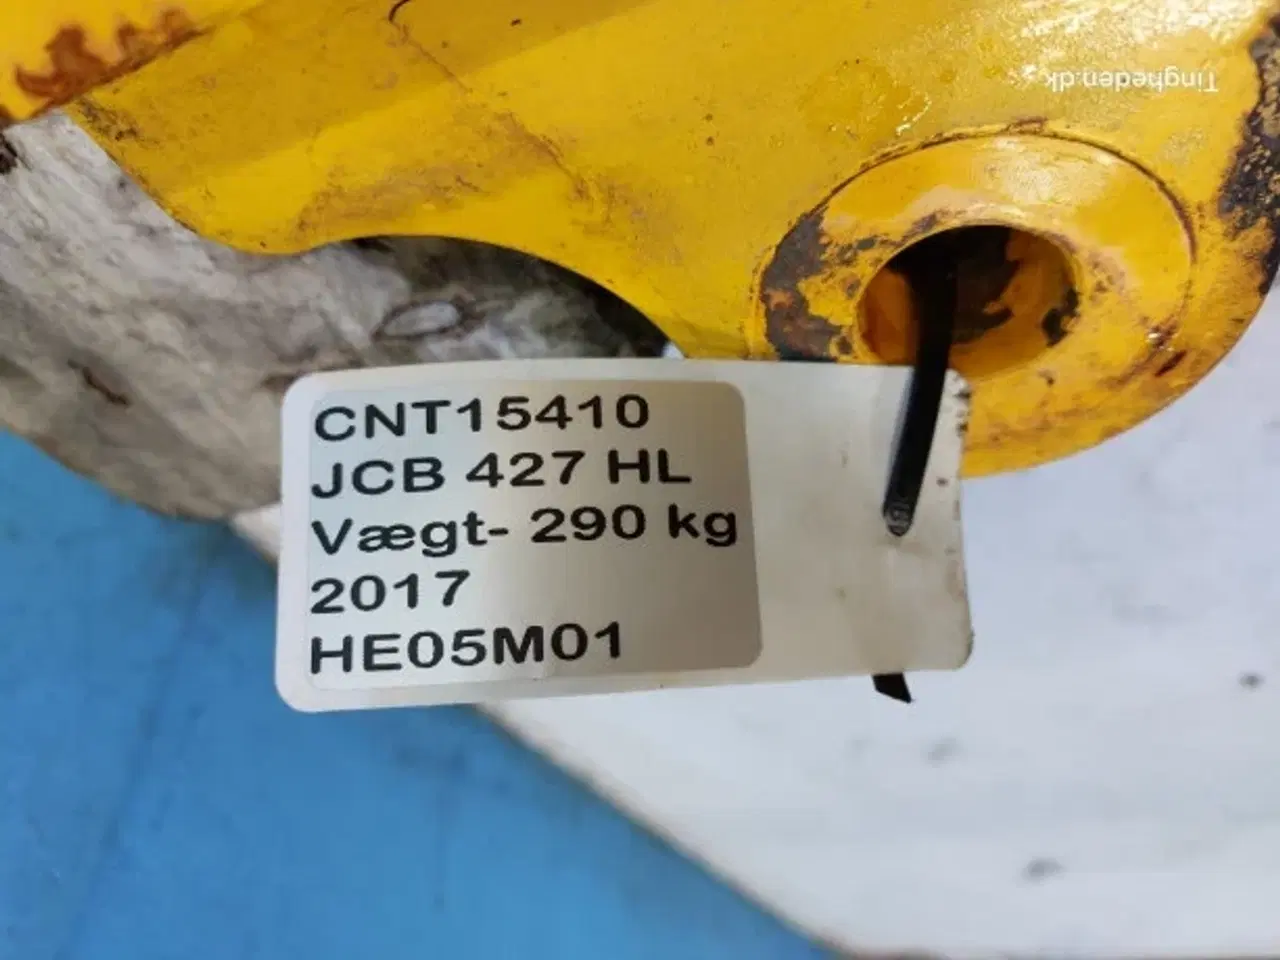 Tingheden.dk
CNT15410
JCB 427 HL
Vægt- 290 kg
2017
HE05M01